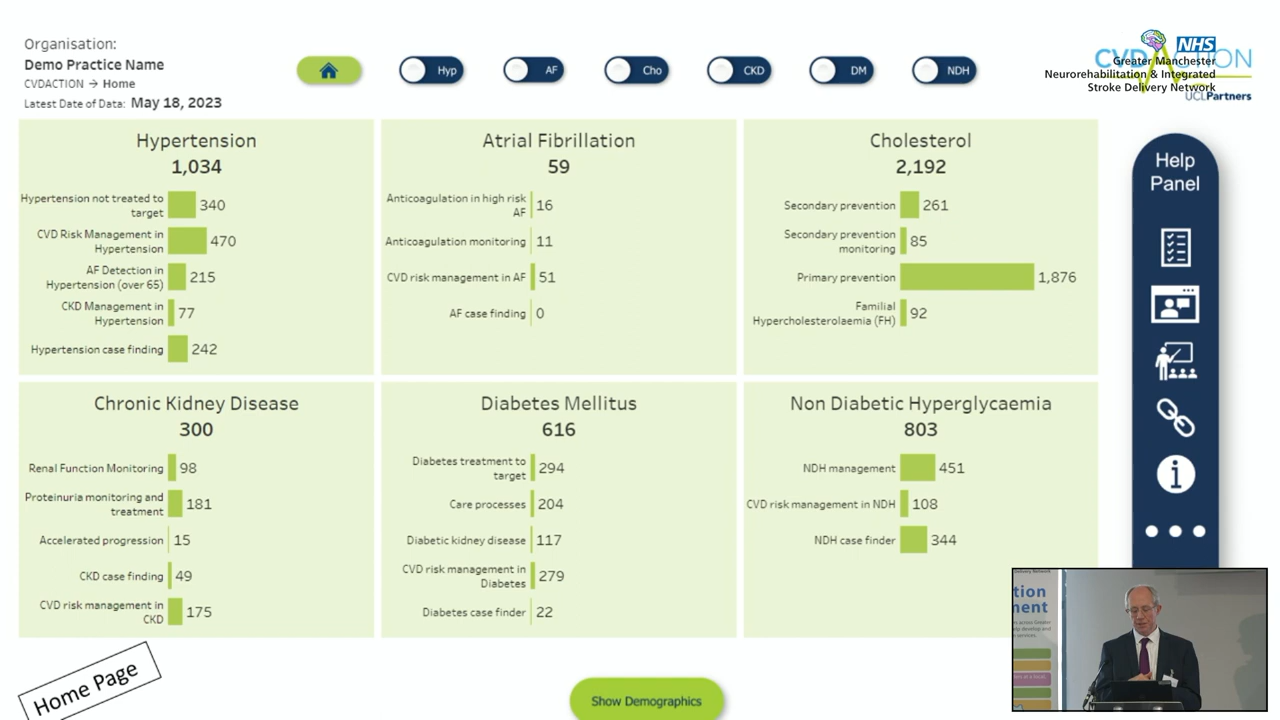 Organisation:
Demo Practice Name
CVDACTION → Home
Latest Date of Data: May 18, 2023
Hyp
AF
Cho
CKD
DM
NDH
CVDACTION
NHS
Greater Manchester
Neurorehabilitation & Integrated
Stroke Delivery Network
UCLPartners
Hypertension
1,034
Hypertension not treated to
target
340
CVD Risk Management in
Hypertension
470
AF Detection in
Hypertension (over 65)
215
CKD Management in
Hypertension
77
Hypertension case finding
242
Atrial Fibrillation
59
Anticoagulation in high risk
AF
16
Anticoagulation monitoring
11
CVD risk management in AF
51
AF case finding
0
Cholesterol
2,192
Secondary prevention
261
Secondary prevention
monitoring
85
Primary prevention
1,876
Familial
Hypercholesterolaemia (FH)
92
Help
Panel
Chronic Kidney Disease
300
Renal Function Monitoring
98
Proteinuria monitoring and
treatment
181
Accelerated progression
15
CKD case finding
49
CVD risk management in
CKD
175
Diabetes Mellitus
616
Diabetes treatment to
target
294
Care processes
204
Diabetic kidney disease
117
CVD risk management in
Diabetes
279
Diabetes case finder
22
Non Diabetic Hyperglycaemia
803
NDH management
451
CVD risk management in NDH
108
NDH case finder
344
Home Page
Show Demographics